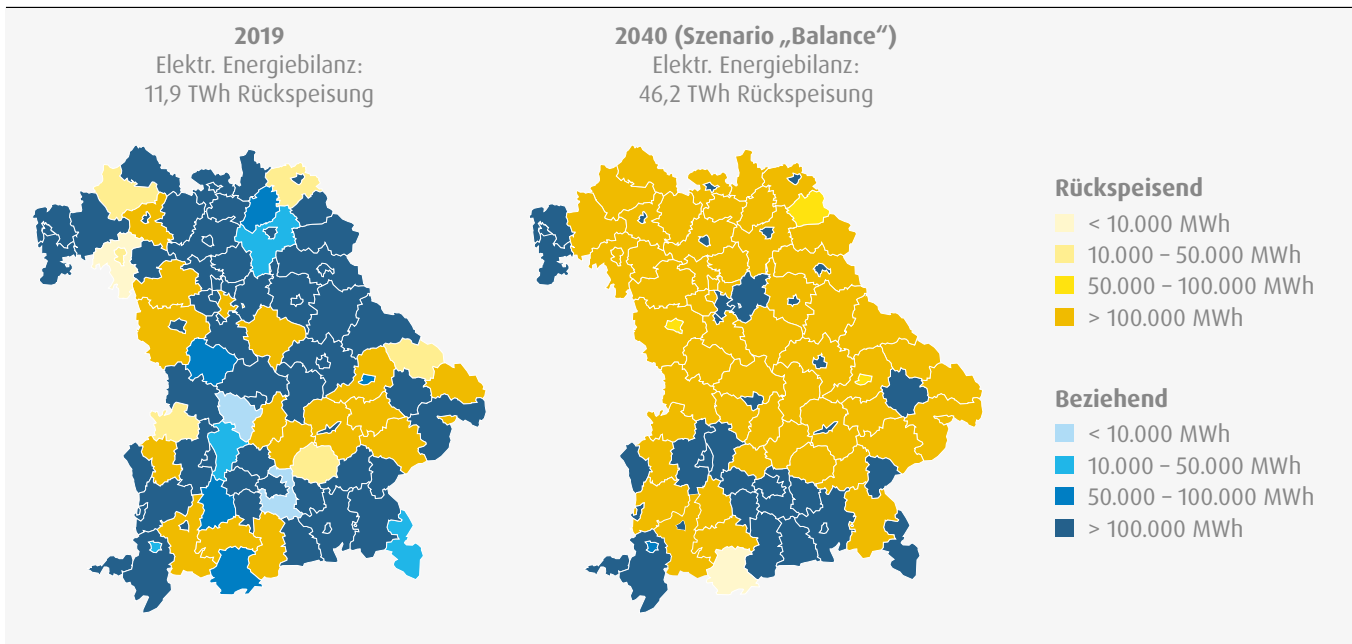 2019
Elektr. Energiebilanz:
11,9 TWh Rückspeisung
2040 (Szenario „Balance“)
Elektr. Energiebilanz:
46,2 TWh Rückspeisung
Rückspeisend
< 10.000 MWh
10.000 – 50.000 MWh
50.000 – 100.000 MWh
> 100.000 MWh
Beziehend
< 10.000 MWh
10.000 – 50.000 MWh
50.000 – 100.000 MWh
> 100.000 MWh